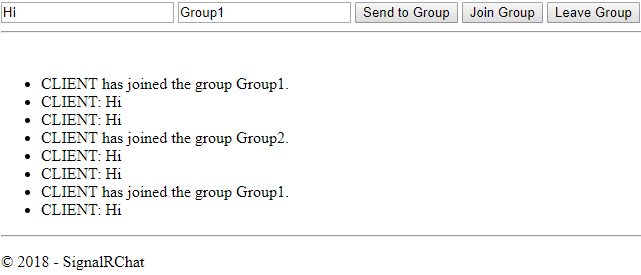 Hi Group1 Send to Group Join Group Leave Group
CLIENT has joined the group Group1.
CLIENT: Hi
CLIENT: Hi
CLIENT has joined the group Group2.
CLIENT: Hi
CLIENT: Hi
CLIENT has joined the group Group1.
CLIENT: Hi
© 2018 - SignalRChat